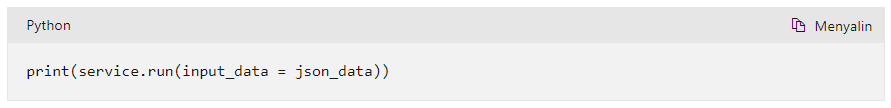 Python
Menyalin
print(service.run(input_data = json_data))